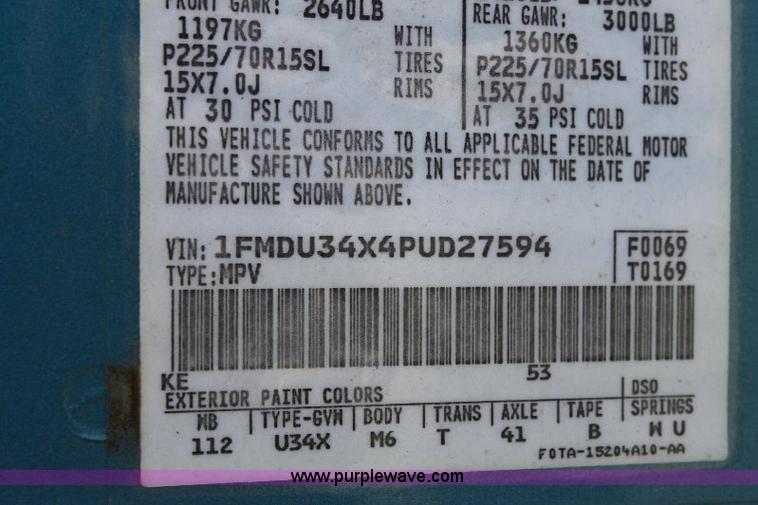 FRONT GAWR: 2640LB
1197KG WITH
P225/70R15SL TIRES
15X7.0J RIMS
AT 30 PSI COLD
REAR GAWR: 3000LB
1360KG WITH
P225/70R15SL TIRES
15X7.0J RIMS
AT 35 PSI COLD
THIS VEHICLE CONFORMS TO ALL APPLICABLE FEDERAL MOTOR
VEHICLE SAFETY STANDARDS IN EFFECT ON THE DATE OF
MANUFACTURE SHOWN ABOVE.
VIN: 1FMDU34X4PUD27594 F0069
TYPE: MPV T0169
KE 53
EXTERIOR PAINT COLORS DSO
WB TYPE-GVW BODY TRANS AXLE TAPE SPRINGS
112 U34X M6 T 41 B W U
F0TA-15204A10-AA
www.purplewave.com